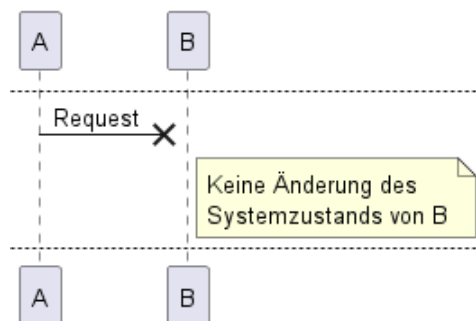 A
B
Request
Keine Änderung des
Systemzustands von B
A
B